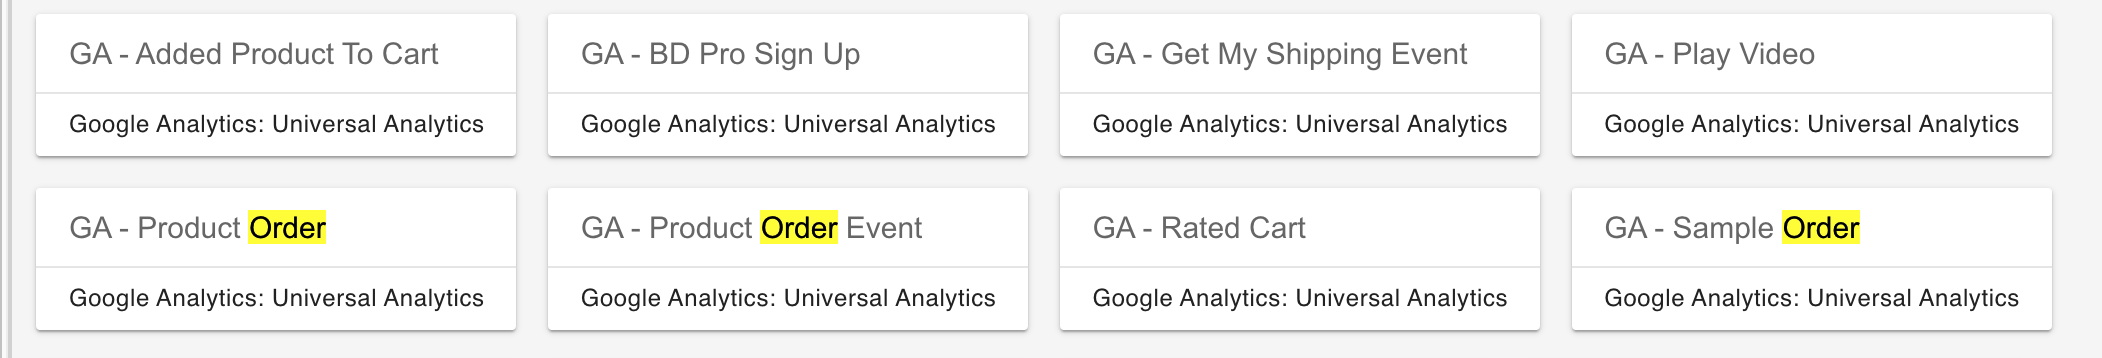 GA - Added Product To Cart
Google Analytics: Universal Analytics
GA - BD Pro Sign Up
Google Analytics: Universal Analytics
GA - Get My Shipping Event
Google Analytics: Universal Analytics
GA - Play Video
Google Analytics: Universal Analytics
GA - Product Order
Google Analytics: Universal Analytics
GA - Product Order Event
Google Analytics: Universal Analytics
GA - Rated Cart
Google Analytics: Universal Analytics
GA - Sample Order
Google Analytics: Universal Analytics